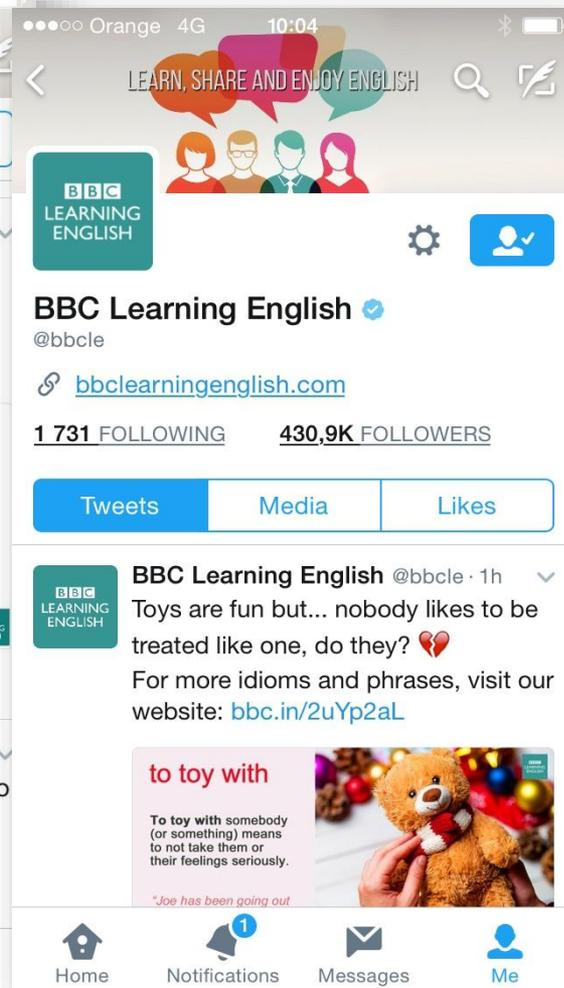 Orange 4G 10:04
LEARN, SHARE AND ENJOY ENGLISH
BBC
LEARNING
ENGLISH
BBC Learning English
@bbcle
bbclearningenglish.com
1 731 FOLLOWING 430,9K FOLLOWERS
Tweets Media Likes
BBC
LEARNING
ENGLISH
BBC Learning English @bbcle · 1h
Toys are fun but... nobody likes to be
treated like one, do they? 💔
For more idioms and phrases, visit our
website: bbc.in/2uYp2aL
to toy with
BBC
LEARNING
ENGLISH
To toy with somebody
(or something) means
to not take them or
their feelings seriously.
"Joe has been going out
1
Home Notifications Messages Me